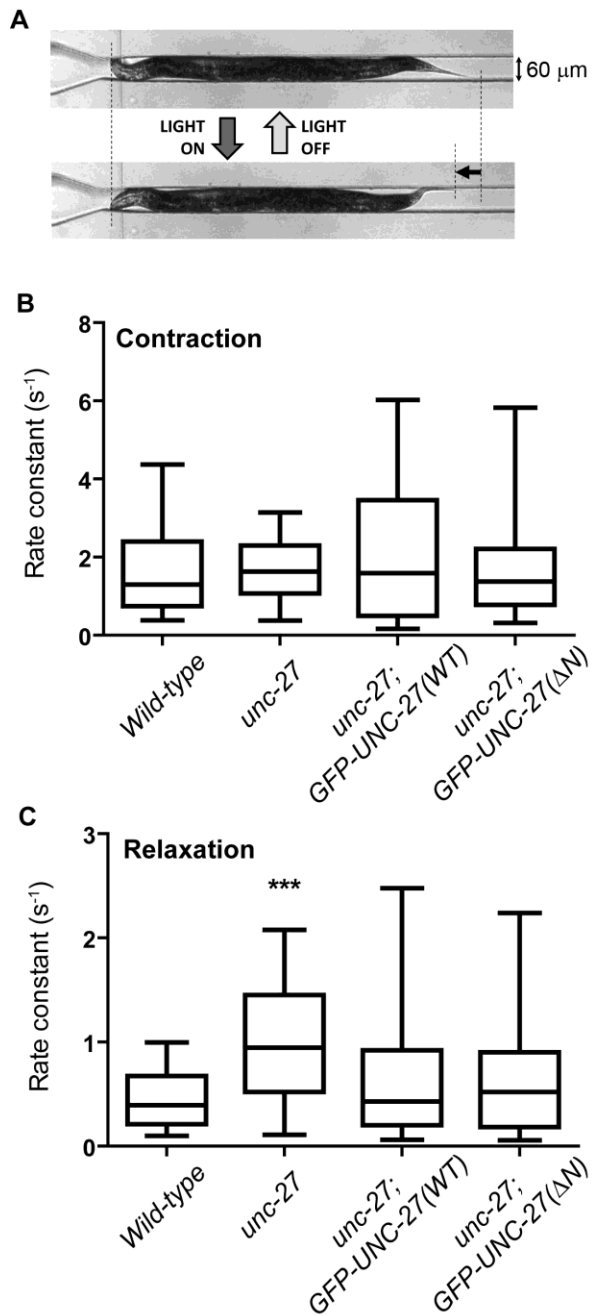 A
60 μm
LIGHT
ON
LIGHT
OFF
B
Contraction
Rate constant (s⁻¹)
8
6
4
2
0
Wild-type
unc-27
unc-27;
GFP-UNC-27(WT)
unc-27;
GFP-UNC-27(ΔN)
C
Relaxation
Rate constant (s⁻¹)
3
2
1
0
***
Wild-type
unc-27
unc-27;
GFP-UNC-27(WT)
unc-27;
GFP-UNC-27(ΔN)